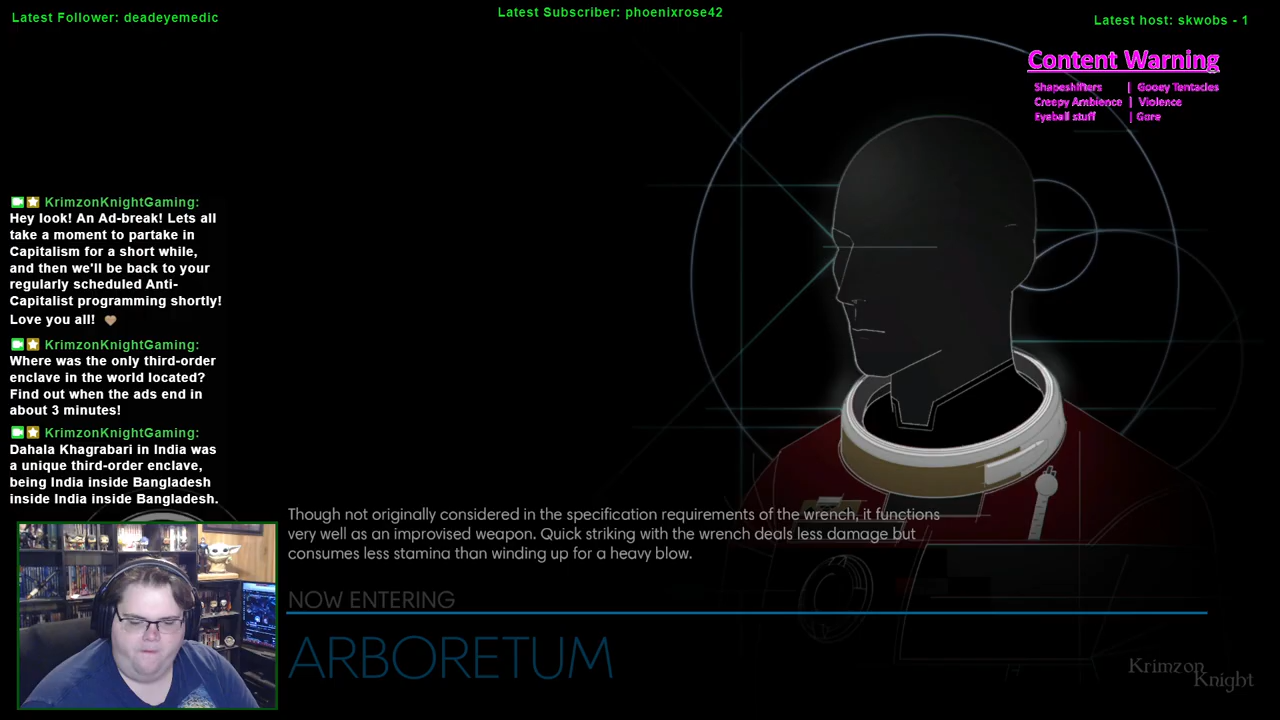 Latest Follower: deadeyemedic
Latest Subscriber: phoenixrose42
Latest host: skwobs - 1
Content Warning
Shapeshifters | Gooey Tentacles
Creepy Ambience | Violence
Eyeball stuff | Gore
KrimzonKnightGaming:
Hey look! An Ad-break! Lets all
take a moment to partake in
Capitalism for a short while,
and then we'll be back to your
regularly scheduled Anti-
Capitalist programming shortly!
Love you all!
KrimzonKnightGaming:
Where was the only third-order
enclave in the world located?
Find out when the ads end in
about 3 minutes!
KrimzonKnightGaming:
Dahala Khagrabari in India was
a unique third-order enclave,
being India inside Bangladesh
inside India inside Bangladesh.
Though not originally considered in the specification requirements of the wrench, it functions
very well as an improvised weapon. Quick striking with the wrench deals less damage but
consumes less stamina than winding up for a heavy blow.
NOW ENTERING
ARBORETUM
Krimzon
Knight